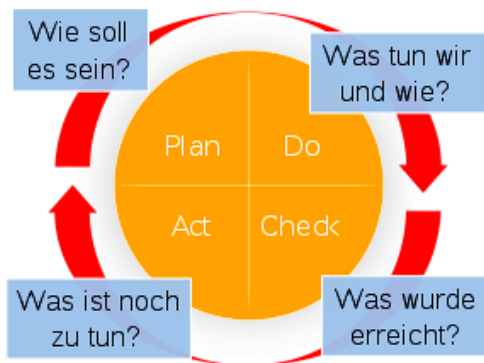 Wie soll
es sein?
Was tun wir
und wie?
Plan
Do
Act
Check
Was ist noch
zu tun?
Was wurde
erreicht?